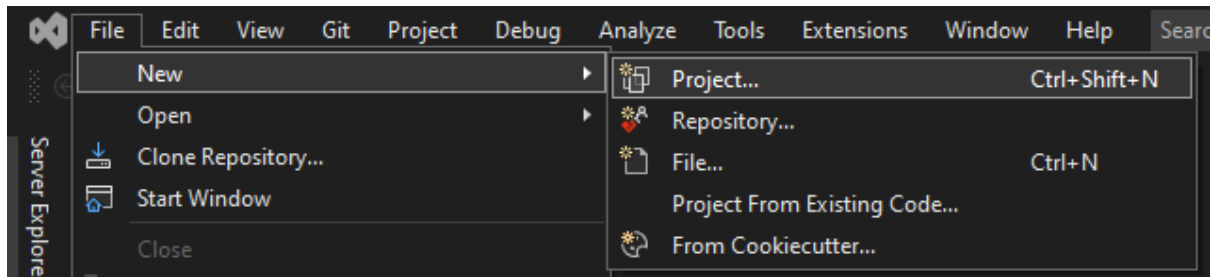 File Edit View Git Project Debug Analyze Tools Extensions Window Help Searc
New
Project... Ctrl+Shift+N
Open
Repository...
Clone Repository...
File... Ctrl+N
Start Window
Project From Existing Code...
Close
From Cookiecutter...
Server Explore